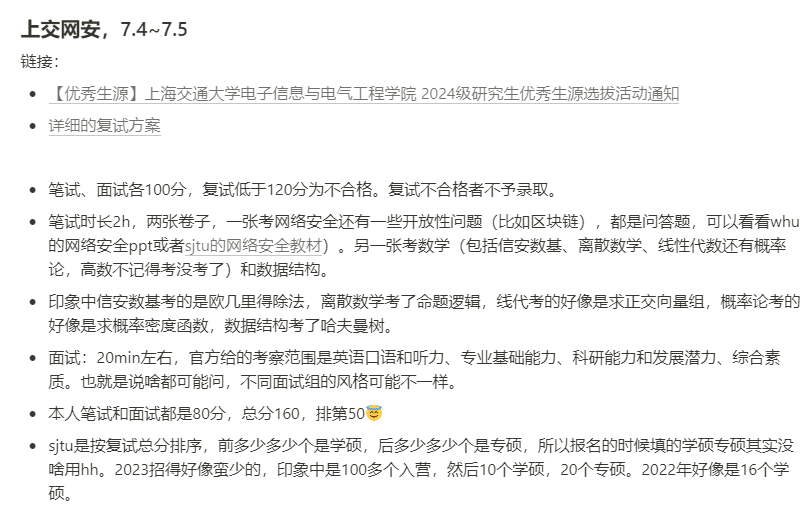 上交网安，7.4~7.5
链接：
【优秀生源】上海交通大学电子信息与电气工程学院 2024级研究生优秀生源选拔活动通知
详细的复试方案
笔试、面试各100分，复试低于120分为不合格。复试不合格者不予录取。
笔试时长2h，两张卷子，一张考网络安全还有一些开放性问题（比如区块链），都是问答题，可以看看whu
的网络安全ppt或者sjtu的网络安全教材）。另一张考数学（包括信安数基、离散数学、线性代数还有概率
论，高数不记得考没考了）和数据结构。
印象中信安数基考的是欧几里得除法，离散数学考了命题逻辑，线代考的好像是求正交向量组，概率论考的
好像是求概率密度函数，数据结构考了哈夫曼树。
面试：20min左右，官方给的考察范围是英语口语和听力、专业基础能力、科研能力和发展潜力、综合素
质。也就是说啥都可能问，不同面试组的风格可能不一样。
本人笔试和面试都是80分，总分160，排第50😇
sjtu是按复试总分排序，前多少多少个是学硕，后多少多少个是专硕，所以报名的时候填的学硕专硕其实没
啥用hh。2023招得好像蛮少的，印象中是100多个入营，然后10个学硕，20个专硕。2022年好像是16个学
硕。